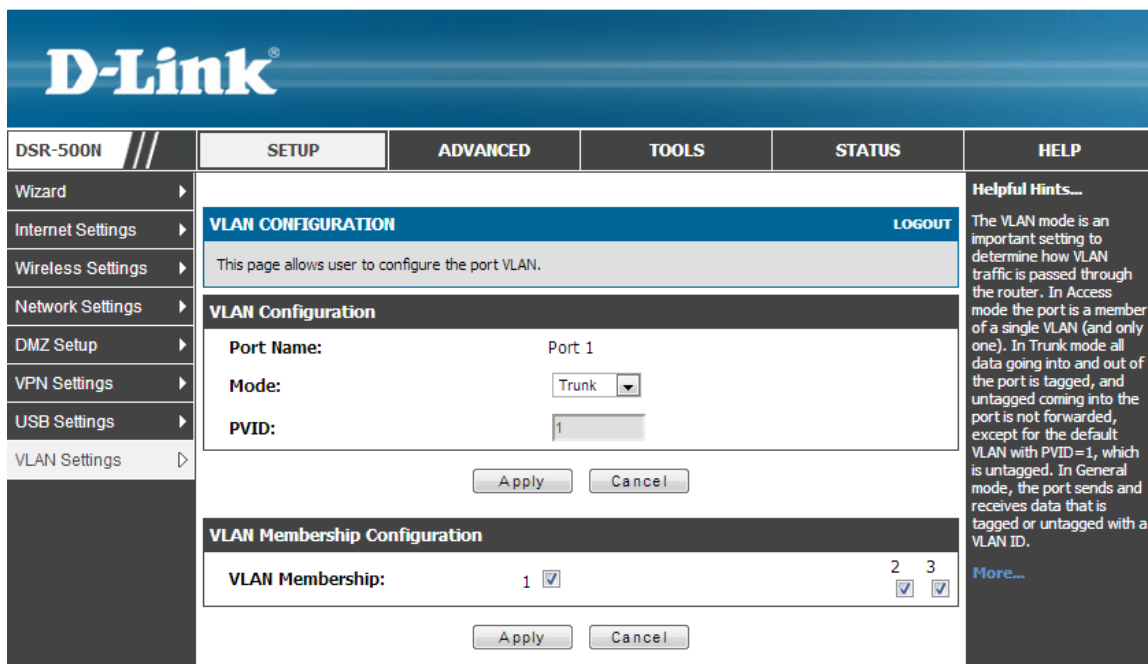 D-Link®
DSR-500N
SETUP
ADVANCED
TOOLS
STATUS
HELP
Wizard
Internet Settings
Wireless Settings
Network Settings
DMZ Setup
VPN Settings
USB Settings
VLAN Settings
VLAN CONFIGURATION
LOGOUT
This page allows user to configure the port VLAN.
VLAN Configuration
Port Name: Port 1
Mode: Trunk
PVID: 1
Apply Cancel
VLAN Membership Configuration
VLAN Membership: 1 2 3
Apply Cancel
Helpful Hints...
The VLAN mode is an
important setting to
determine how VLAN
traffic is passed through
the router. In Access
mode the port is a member
of a single VLAN (and only
one). In Trunk mode all
data going into and out of
the port is tagged, and
untagged coming into the
port is not forwarded,
except for the default
VLAN with PVID=1, which
is untagged. In General
mode, the port sends and
receives data that is
tagged or untagged with a
VLAN ID.
More...